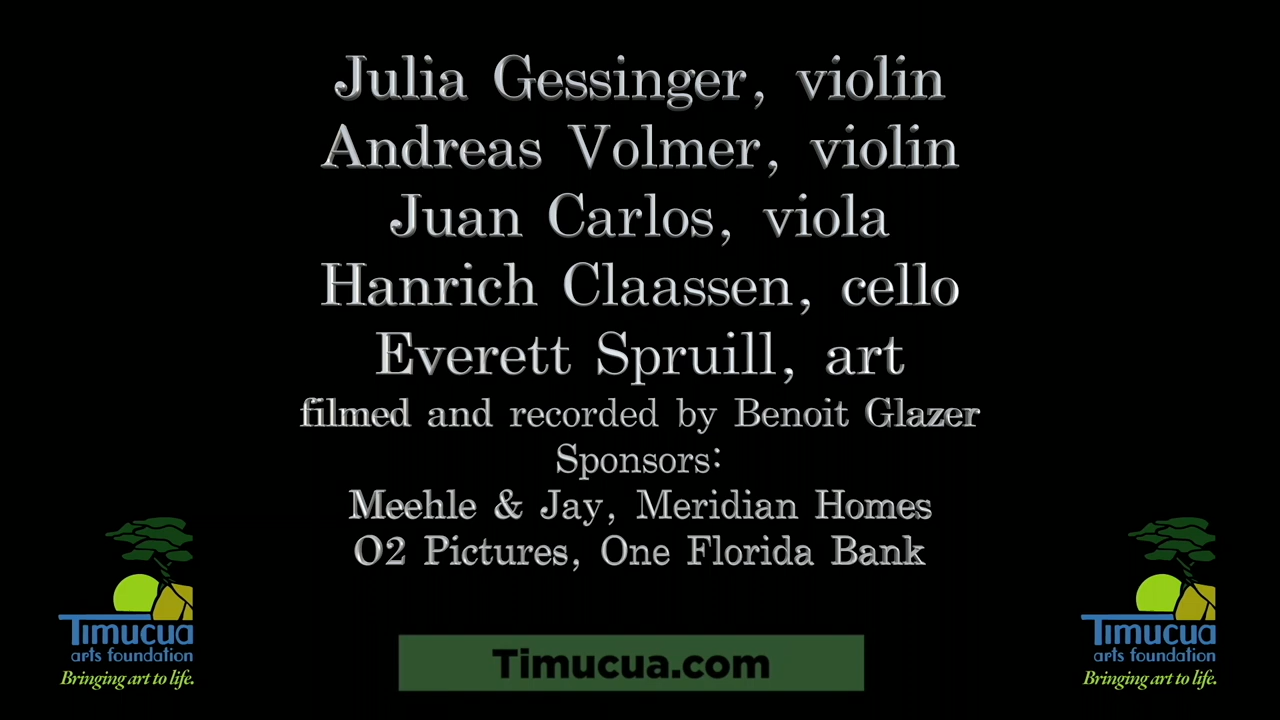 Julia Gessinger, violin
Andreas Volmer, violin
Juan Carlos, viola
Hanrich Claassen, cello
Everett Spruill, art
filmed and recorded by Benoit Glazer
Sponsors:
Meehle & Jay, Meridian Homes
O2 Pictures, One Florida Bank
Timucua
arts foundation
Bringing art to life.
Timucua.com
Timucua
arts foundation
Bringing art to life.